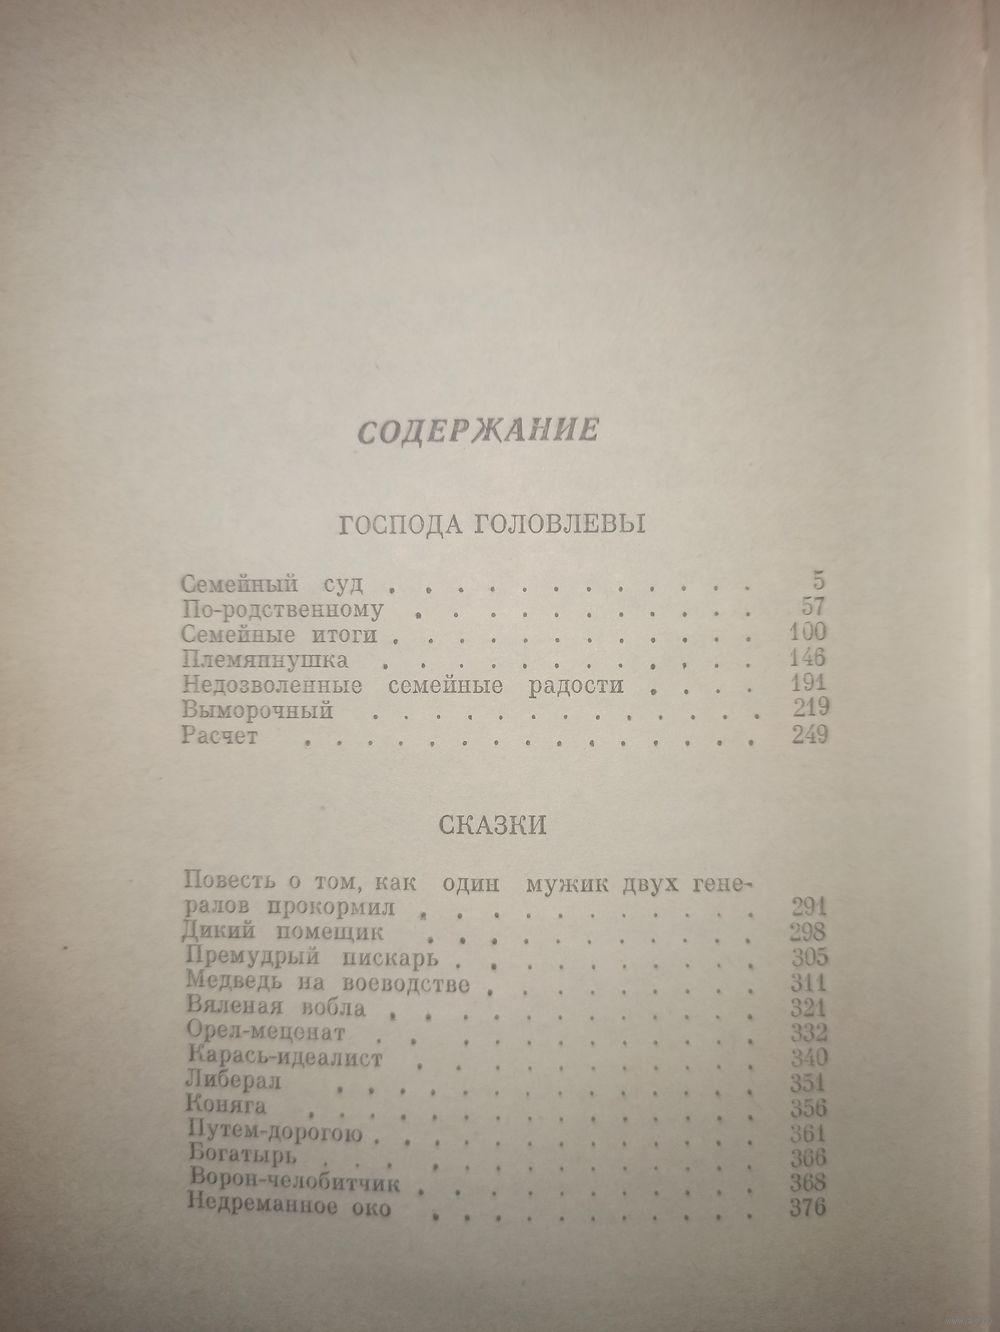 СОДЕРЖАНИЕ
ГОСПОДА ГОЛОВЛЕВЫ
Семейный суд . . . . . . . . . . . . 5
По-родственному . . . . . . . . . . . 57
Семейные итоги . . . . . . . . . . . . 100
Племяннушка . . . . . . . . . . . . 146
Недозволенные семейные радости . . . . 191
Выморочный . . . . . . . . . . . . . 219
Расчет . . . . . . . . . . . . . . . 249
СКАЗКИ
Повесть о том, как один мужик двух гене-
ралов прокормил . . . . . . . . . . . 291
Дикий помещик . . . . . . . . . . . 298
Премудрый пискарь . . . . . . . . . . 305
Медведь на воеводстве . . . . . . . . . 311
Вяленая вобла . . . . . . . . . . . . 321
Орел-меценат . . . . . . . . . . . . 332
Карась-идеалист . . . . . . . . . . . 340
Либерал . . . . . . . . . . . . . . 351
Коняга . . . . . . . . . . . . . . . 356
Путем-дорогою . . . . . . . . . . . . . 361
Богатырь . . . . . . . . . . . . . . 366
Ворон-челобитчик . . . . . . . . . . . 368
Недреманное око . . . . . . . . . . . 376